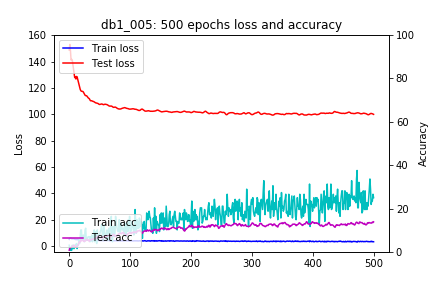 db1_005: 500 epochs loss and accuracy
Train loss
Test loss
Train acc
Test acc
Loss
160
140
120
100
80
60
40
20
0
Accuracy
100
80
60
40
20
0
0 100 200 300 400 500